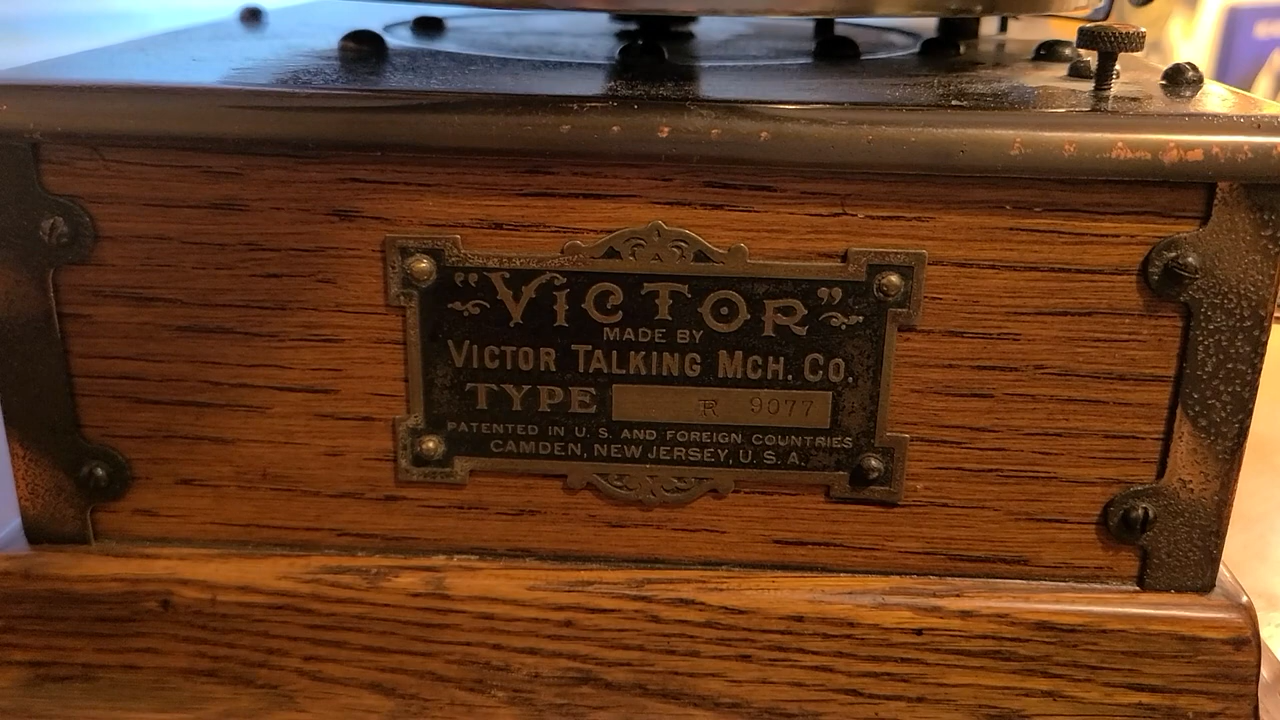 "VICTOR"
MADE BY
VICTOR TALKING MCH. CO.
TYPE R 9077
PATENTED IN U. S. AND FOREIGN COUNTRIES
CAMDEN, NEW JERSEY, U. S. A.